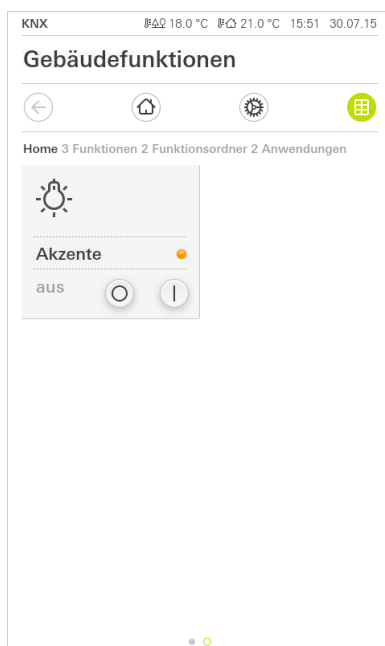 KNX 18.0 °C 21.0 °C 15:51 30.07.15
Gebäudefunktionen
Home 3 Funktionen 2 Funktionsordner 2 Anwendungen
Akzente
aus